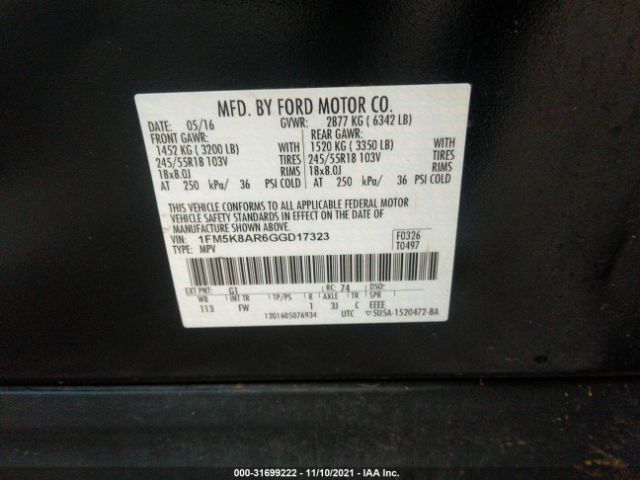 MFD. BY FORD MOTOR CO.
DATE: 05/16 GVWR: 2877 KG ( 6342 LB)
FRONT GAWR: REAR GAWR:
1452 KG ( 3200 LB) WITH 1520 KG ( 3350 LB) WITH
245/55R18 103V TIRES 245/55R18 103V TIRES
18x8.0J RIMS 18x8.0J RIMS
AT 250 kPa/ 36 PSI COLD AT 250 kPa/ 36 PSI COLD
THIS VEHICLE CONFORMS TO ALL APPLICABLE FEDERAL MOTOR
VEHICLE SAFETY STANDARDS IN EFFECT ON THE DATE OF
MANUFACTURE SHOWN ABOVE.
VIN: 1FM5K8AR6GGD17323 F0326
TYPE: MPV T0497
EXT PNT: G1 RC: 74 DSO:
WB INT TR TP/PS R AXLE TR SPR
113 FW 1 3J C EEEE
1201605076934 UTC ▽5U5A-1520472-BA
000-31699222 — 11/10/2021 — IAA Inc.